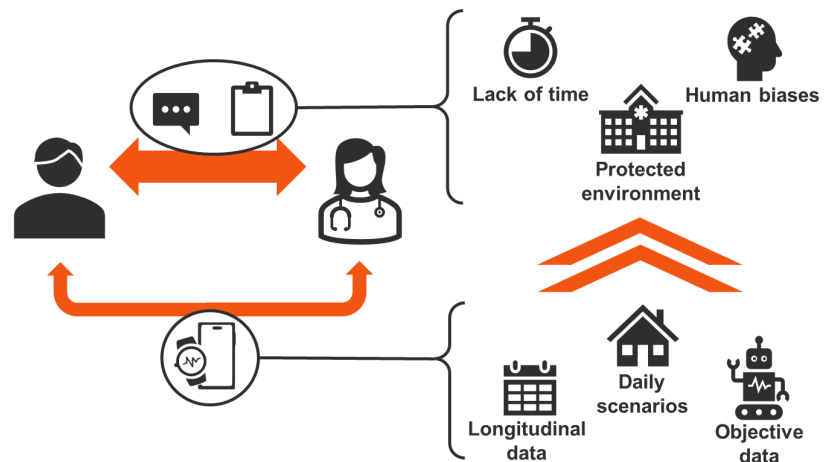 Lack of time
Human biases
Protected
environment
Daily
scenarios
Longitudinal
data
Objective
data